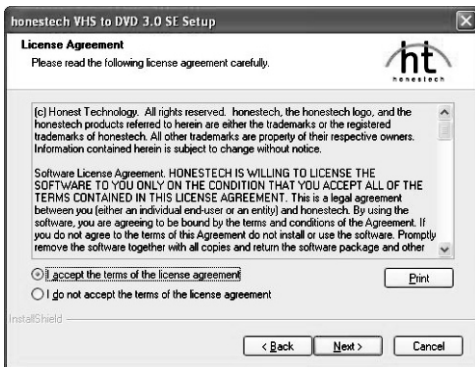 honestech VHS to DVD 3.0 SE Setup
License Agreement
Please read the following license agreement carefully.
ht
honestech
(c) Honest Technology. All rights reserved. honestech, the honestech logo, and the
honestech products referred to herein are either the trademarks or the registered
trademarks of honestech. All other trademarks are property of their respective owners.
Information contained herein is subject to change without notice.
Software License Agreement. HONESTECH IS WILLING TO LICENSE THE
SOFTWARE TO YOU ONLY ON THE CONDITION THAT YOU ACCEPT ALL OF THE
TERMS CONTAINED IN THIS LICENSE AGREEMENT. This is a legal agreement
between you (either an individual end-user or an entity) and honestech. By using the
software, you are agreeing to be bound by the terms and conditions of the Agreement. If
you do not agree to the terms of this Agreement do not install or use the software. Promptly
remove the software together with all copies and return the software package and other
I accept the terms of the license agreement
Print
I do not accept the terms of the license agreement
InstallShield
< Back
Next >
Cancel